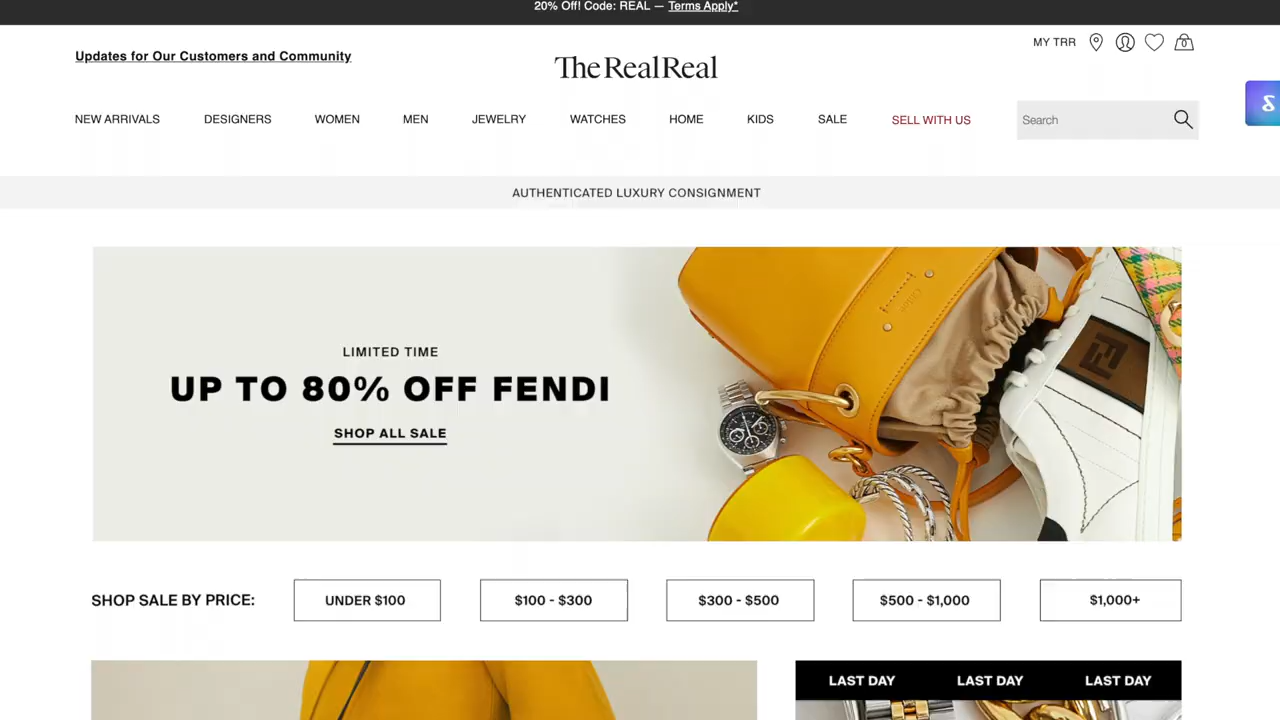 20% Off! Code: REAL — Terms Apply*
Updates for Our Customers and Community
MY TRR
0
TheRealReal
NEW ARRIVALS DESIGNERS WOMEN MEN JEWELRY WATCHES HOME KIDS SALE SELL WITH US Search
AUTHENTICATED LUXURY CONSIGNMENT
LIMITED TIME
UP TO 80% OFF FENDI
SHOP ALL SALE
SHOP SALE BY PRICE: UNDER $100 $100 - $300 $300 - $500 $500 - $1,000 $1,000+
LAST DAY LAST DAY LAST DAY